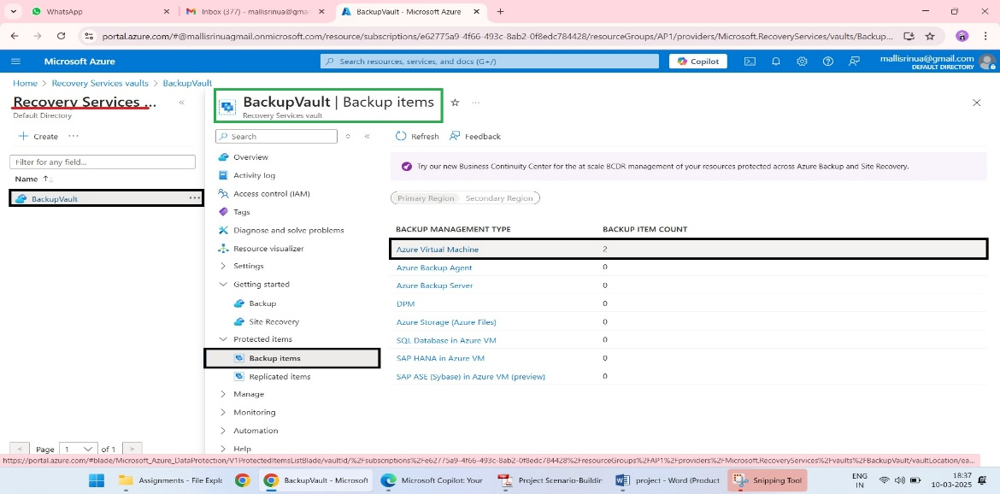 WhatsApp
Inbox (377) - mallisrinua@gmai
BackupVault - Microsoft Azure
portal.azure.com/#@mallisrinuagmail.onmicrosoft.com/resource/subscriptions/e62775a9-4f66-493c-8ab2-0f8edc784428/resourceGroups/AP1/providers/Microsoft.RecoveryServices/vaults/Backup...
Microsoft Azure
Search resources, services, and docs (G+/)
Copilot
mallisrinua@gmail.com
DEFAULT DIRECTORY
Home > Recovery Services vaults > BackupVault
Recovery Services ...
Default Directory
Create
Filter for any field...
Name
BackupVault
Page 1 of 1
BackupVault | Backup items
Recovery Services vault
Search
Overview
Activity log
Access control (IAM)
Tags
Diagnose and solve problems
Resource visualizer
Settings
Getting started
Backup
Site Recovery
Protected items
Backup items
Replicated items
Manage
Monitoring
Automation
Help
Refresh Feedback
Try our new Business Continuity Center for the at scale BCDR management of your resources protected across Azure Backup and Site Recovery.
Primary Region Secondary Region
BACKUP MANAGEMENT TYPE BACKUP ITEM COUNT
Azure Virtual Machine 2
Azure Backup Agent 0
Azure Backup Server 0
DPM 0
Azure Storage (Azure Files) 0
SQL Database in Azure VM 0
SAP HANA in Azure VM 0
SAP ASE (Sybase) in Azure VM (preview) 0
https://portal.azure.com/#blade/Microsoft_Azure_DataProtection/V1ProtectedItemsListBlade/vaultId/%2Fsubscriptions%2Fe62775a9-4f66-493c-8ab2-0f8edc784428%2FresourceGroups%2FAP1%2Fproviders%2FMicrosoft.RecoveryServices%2Fvaults%2FBackupVault/vaultLocation/ea...
Assignments - File Explo
BackupVault - Microsoft
Microsoft Copilot: Your
Project Scenario-Buildin
project - Word (Product
Snipping Tool
ENG
IN
18:37
10-03-2025